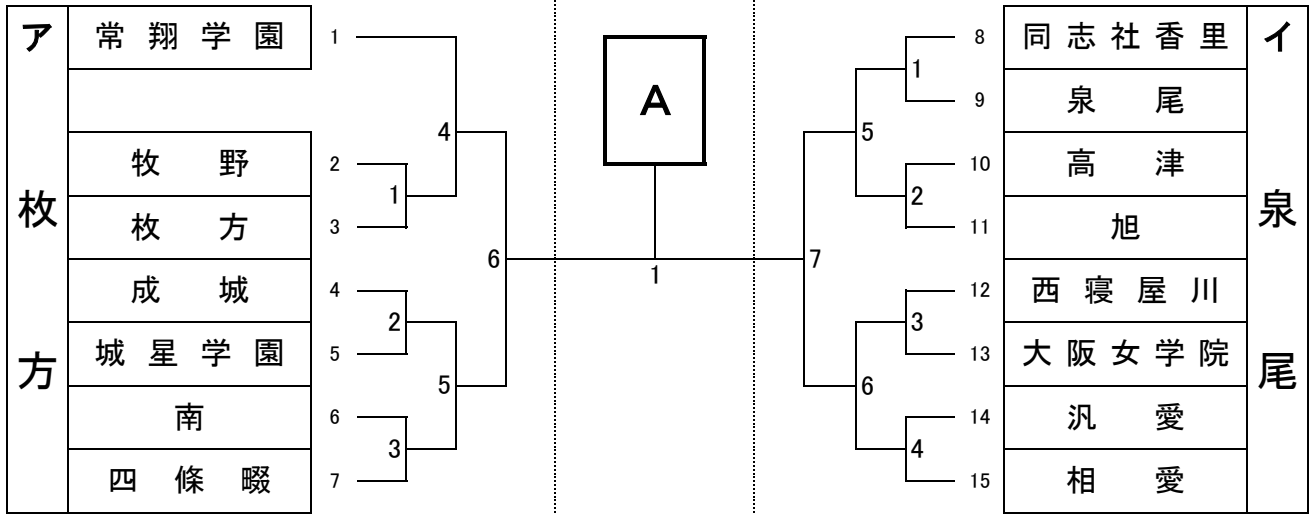 ア 枚方
常翔学園 1
牧野 2
枚方 3
成城 4
城星学園 5
南 6
四條畷 7
1
2
3
4
5
6
A
1
7
5
6
1
2
3
4
8 同志社香里
9 泉尾
10 高津
11 旭
12 西寝屋川
13 大阪女学院
14 汎愛
15 相愛
イ 泉尾